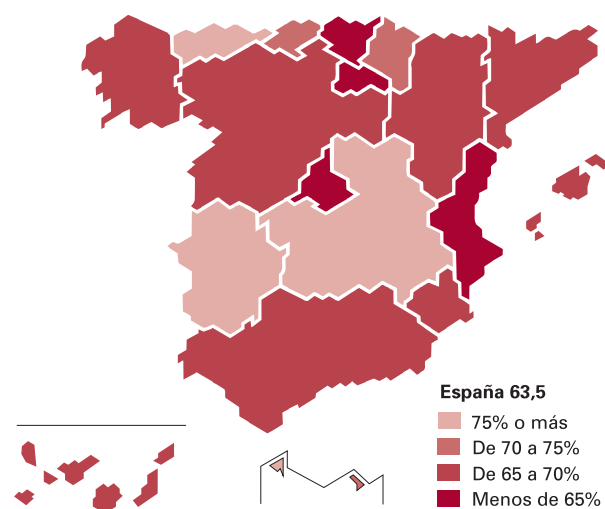 España 63,5
75% o más
De 70 a 75%
De 65 a 70%
Menos de 65%